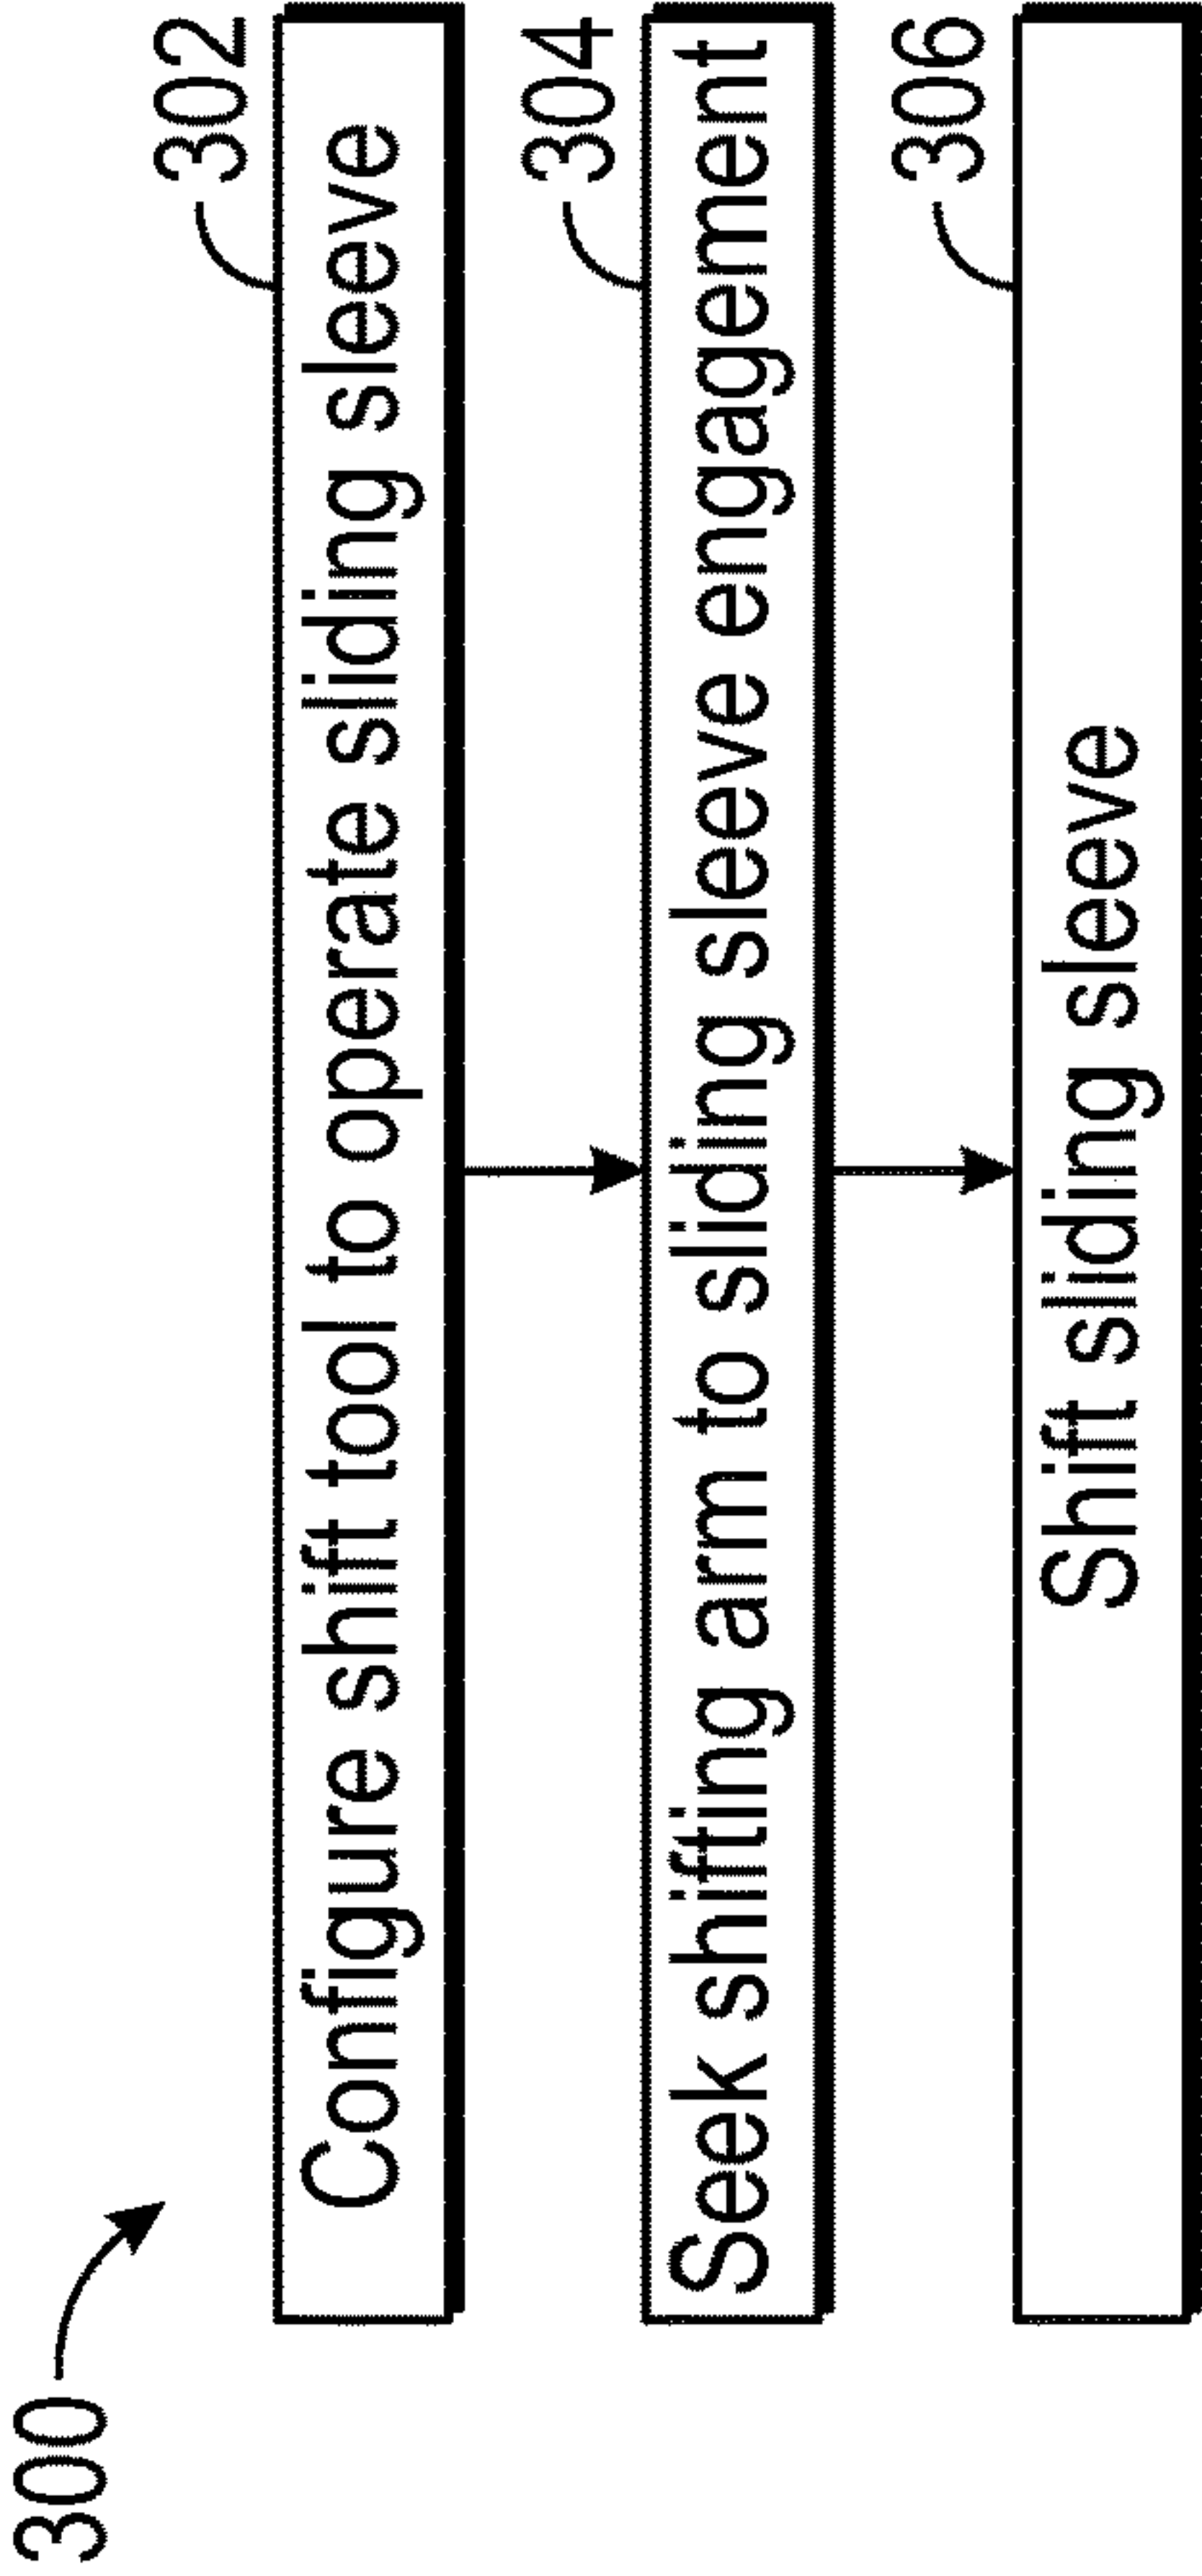 300
302
Configure shift tool to operate sliding sleeve
304
Seek shifting arm to sliding sleeve engagement
306
Shift sliding sleeve